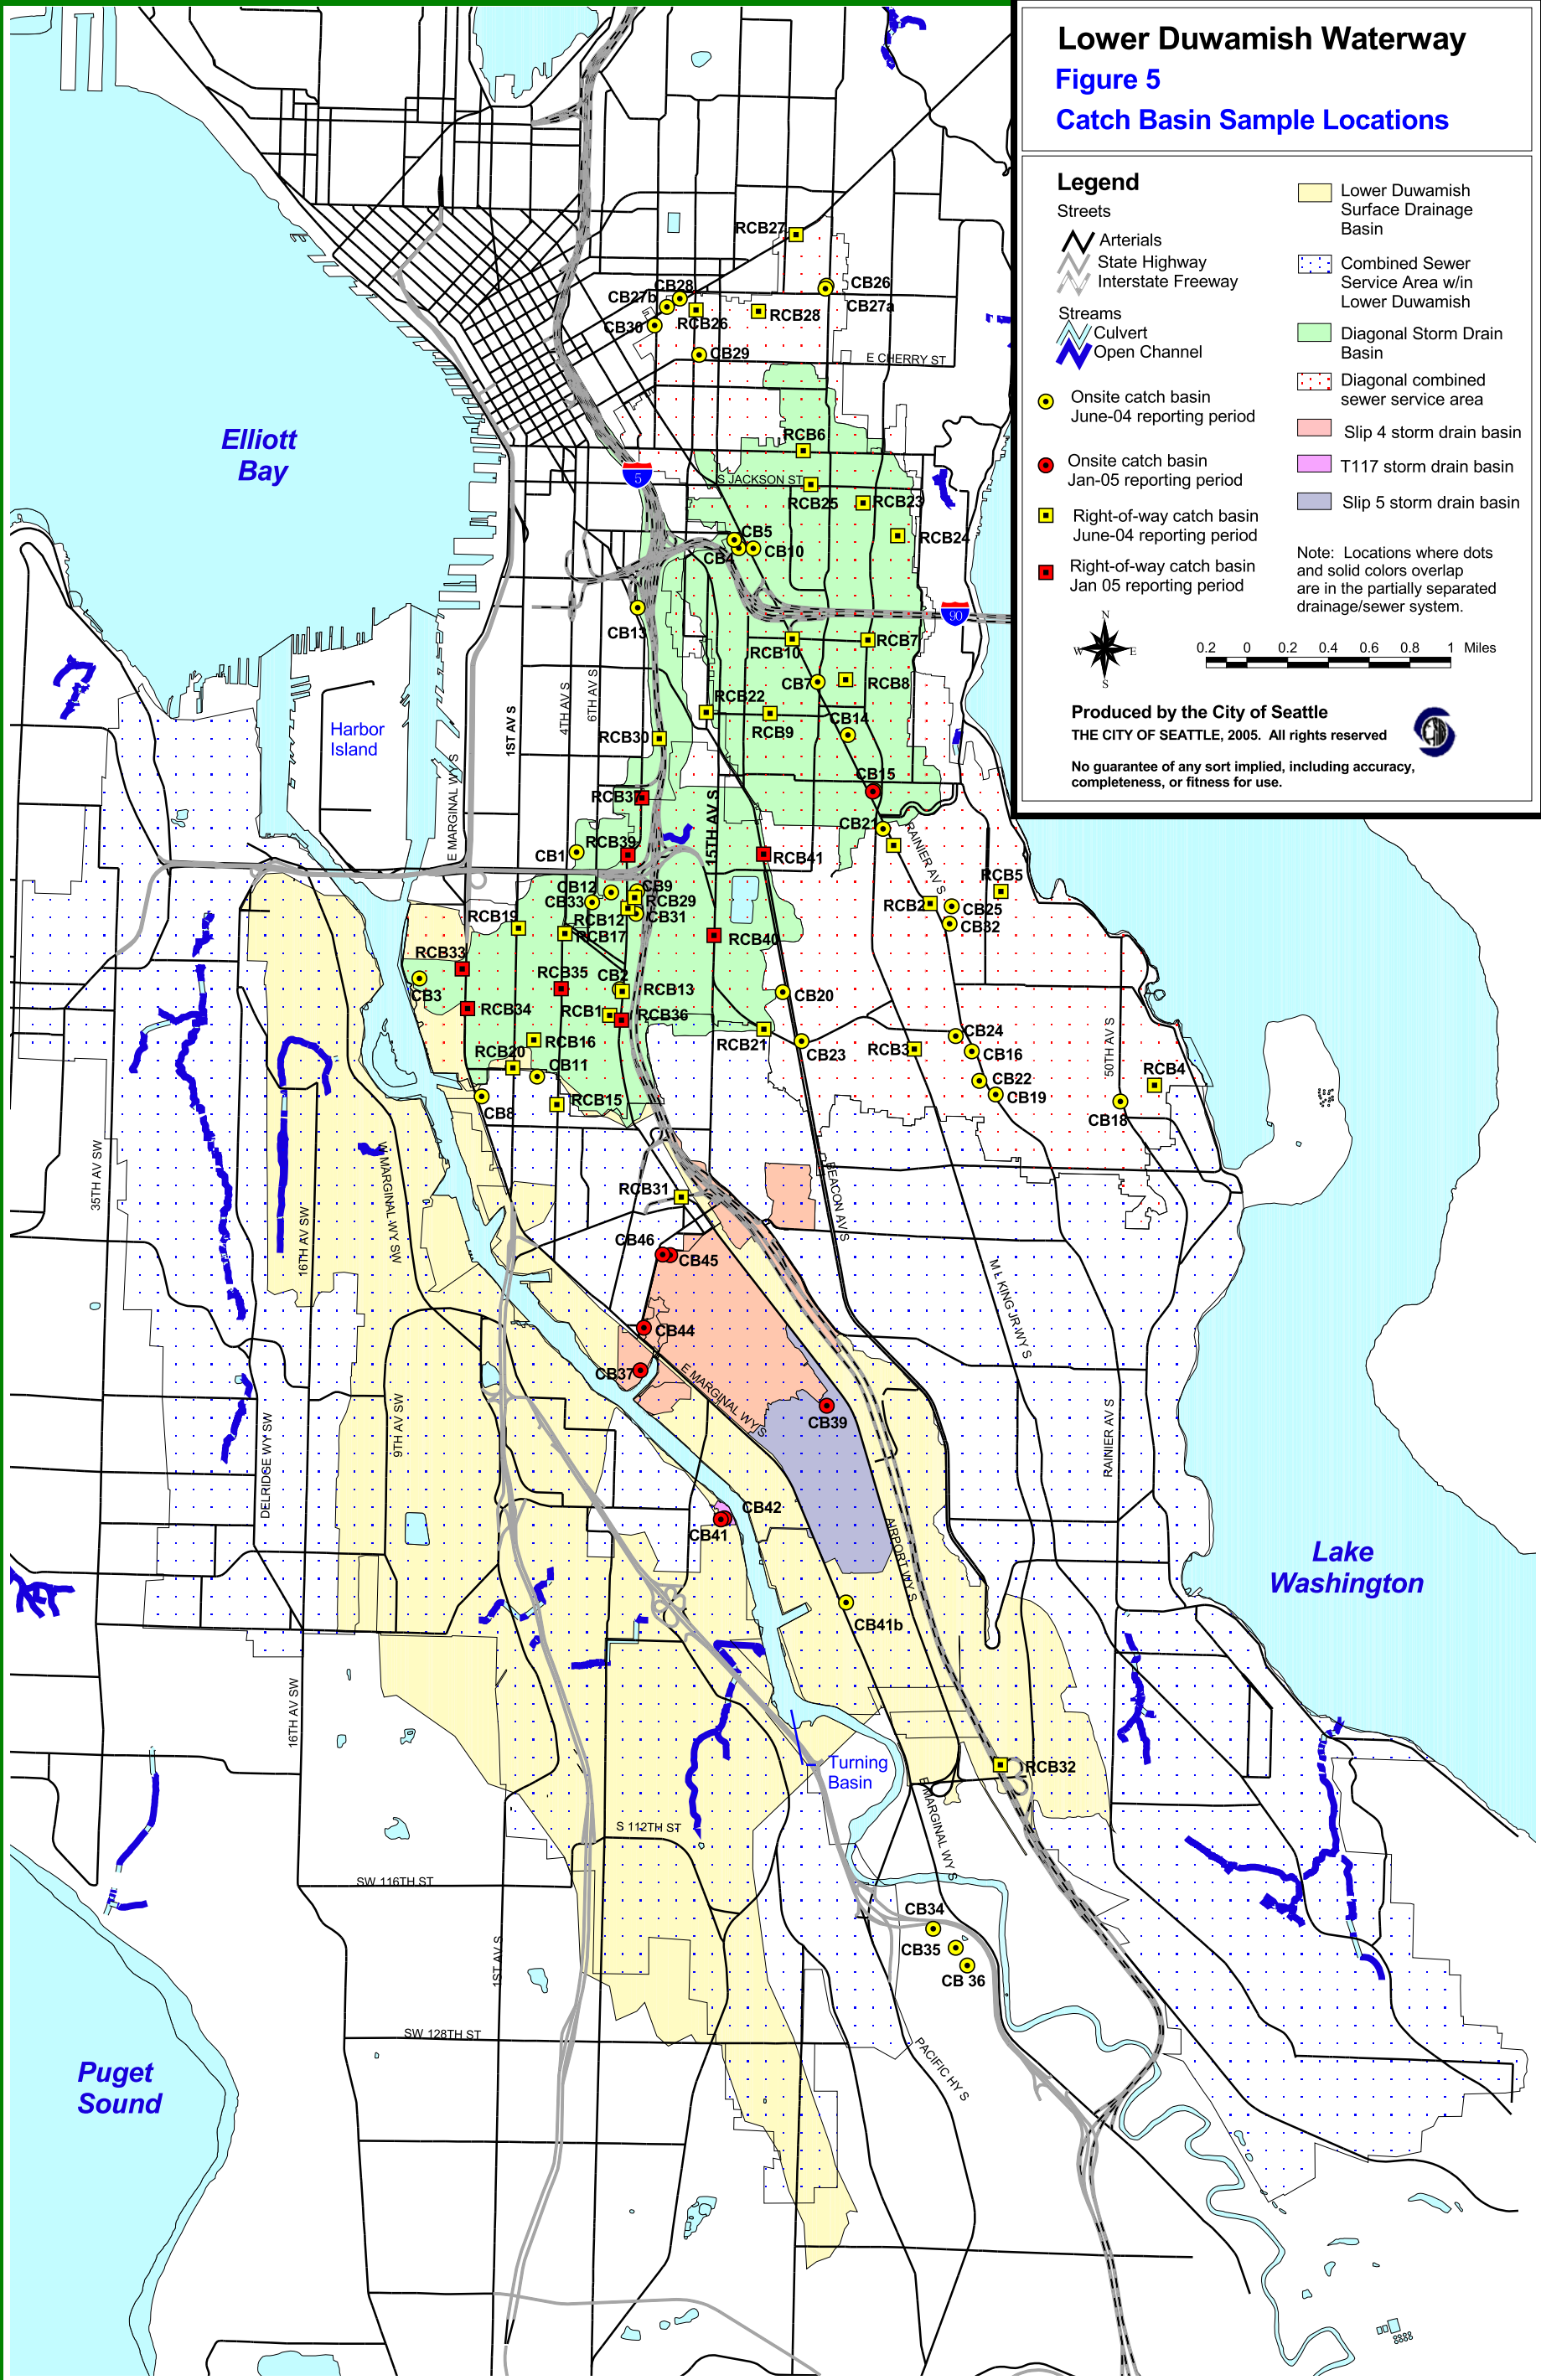 Lower Duwamish Waterway
Figure 5
Catch Basin Sample Locations
Legend
Streets
Arterials
State Highway
Interstate Freeway
Streams
Culvert
Open Channel
Onsite catch basin
June-04 reporting period
Onsite catch basin
Jan-05 reporting period
Right-of-way catch basin
June-04 reporting period
Right-of-way catch basin
Jan 05 reporting period
Lower Duwamish
Surface Drainage
Basin
Combined Sewer
Service Area w/in
Lower Duwamish
Diagonal Storm Drain
Basin
Diagonal combined
sewer service area
Slip 4 storm drain basin
T117 storm drain basin
Slip 5 storm drain basin
Note: Locations where dots
and solid colors overlap
are in the partially separated
drainage/sewer system.
N
W
E
S
0.2 0 0.2 0.4 0.6 0.8 1 Miles
Produced by the City of Seattle
THE CITY OF SEATTLE, 2005. All rights reserved
No guarantee of any sort implied, including accuracy,
completeness, or fitness for use.
RCB27
CB26
CB28
CB27b
CB27a
RCB26
RCB28
CB30
CB29
E CHERRY ST
Elliott
Bay
RCB6
5
S JACKSON ST
RCB25
RCB23
RCB24
CB5
CB4
CB10
90
CB13
RCB10
RCB7
CB7
RCB8
RCB22
RCB9
CB14
RCB30
Harbor
Island
E MARGINAL WY S
1ST AV S
4TH AV S
6TH AV S
15TH AV S
CB15
RCB37
CB21
RAINIER AV S
RCB39
CB1
RCB41
RCB5
CB12
CB9
CB33
RCB29
RCB12
CB31
RCB2
CB25
CB32
RCB19
RCB17
RCB40
RCB33
CB3
RCB35
CB2
RCB13
CB20
RCB34
RCB1
RCB36
RCB16
RCB21
CB23
CB24
RCB3
CB16
RCB20
CB11
CB22
CB19
50TH AV S
RCB4
CB8
RCB15
CB18
35TH AV SW
16TH AV SW
W MARGINAL WY SW
RCB31
BEACON AV S
CB46
CB45
M L KING JR WY S
CB44
CB37
E MARGINAL WY S
CB39
9TH AV SW
DELRIDGE WY SW
RAINIER AV S
CB42
CB41
AIRPORT WY S
Lake
Washington
CB41b
16TH AV SW
Turning
Basin
RCB32
E MARGINAL WY S
S 112TH ST
SW 116TH ST
CB34
CB35
CB 36
1ST AV S
SW 128TH ST
PACIFIC HY S
Puget
Sound